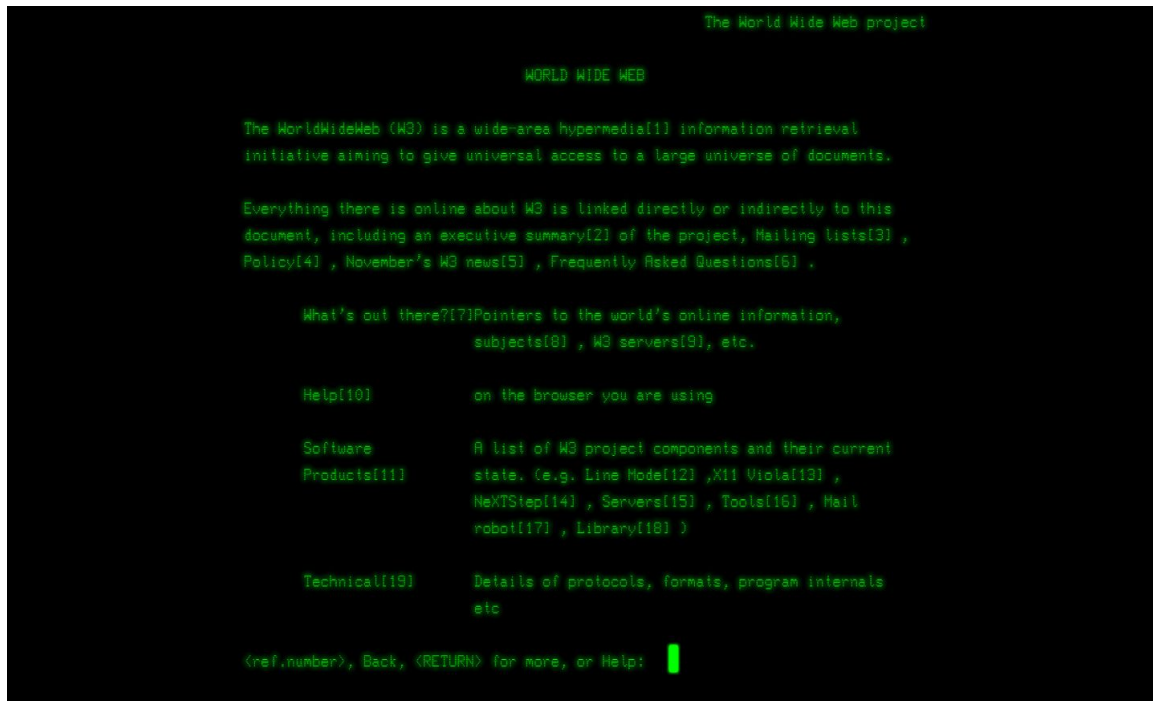 The World Wide Web project
WORLD WIDE WEB
The WorldWideWeb (W3) is a wide-area hypermedia[1] information retrieval
initiative aiming to give universal access to a large universe of documents.
Everything there is online about W3 is linked directly or indirectly to this
document, including an executive summary[2] of the project, Mailing lists[3] ,
Policy[4] , November's W3 news[5] , Frequently Asked Questions[6] .
What's out there?[7]Pointers to the world's online information,
subjects[8] , W3 servers[9], etc.
Help[10] on the browser you are using
Software A list of W3 project components and their current
Products[11] state. (e.g. Line Mode[12] ,X11 Viola[13] ,
NeXTStep[14] , Servers[15] , Tools[16] , Mail
robot[17] , Library[18] )
Technical[19] Details of protocols, formats, program internals
etc
<ref.number>, Back, <RETURN> for more, or Help: